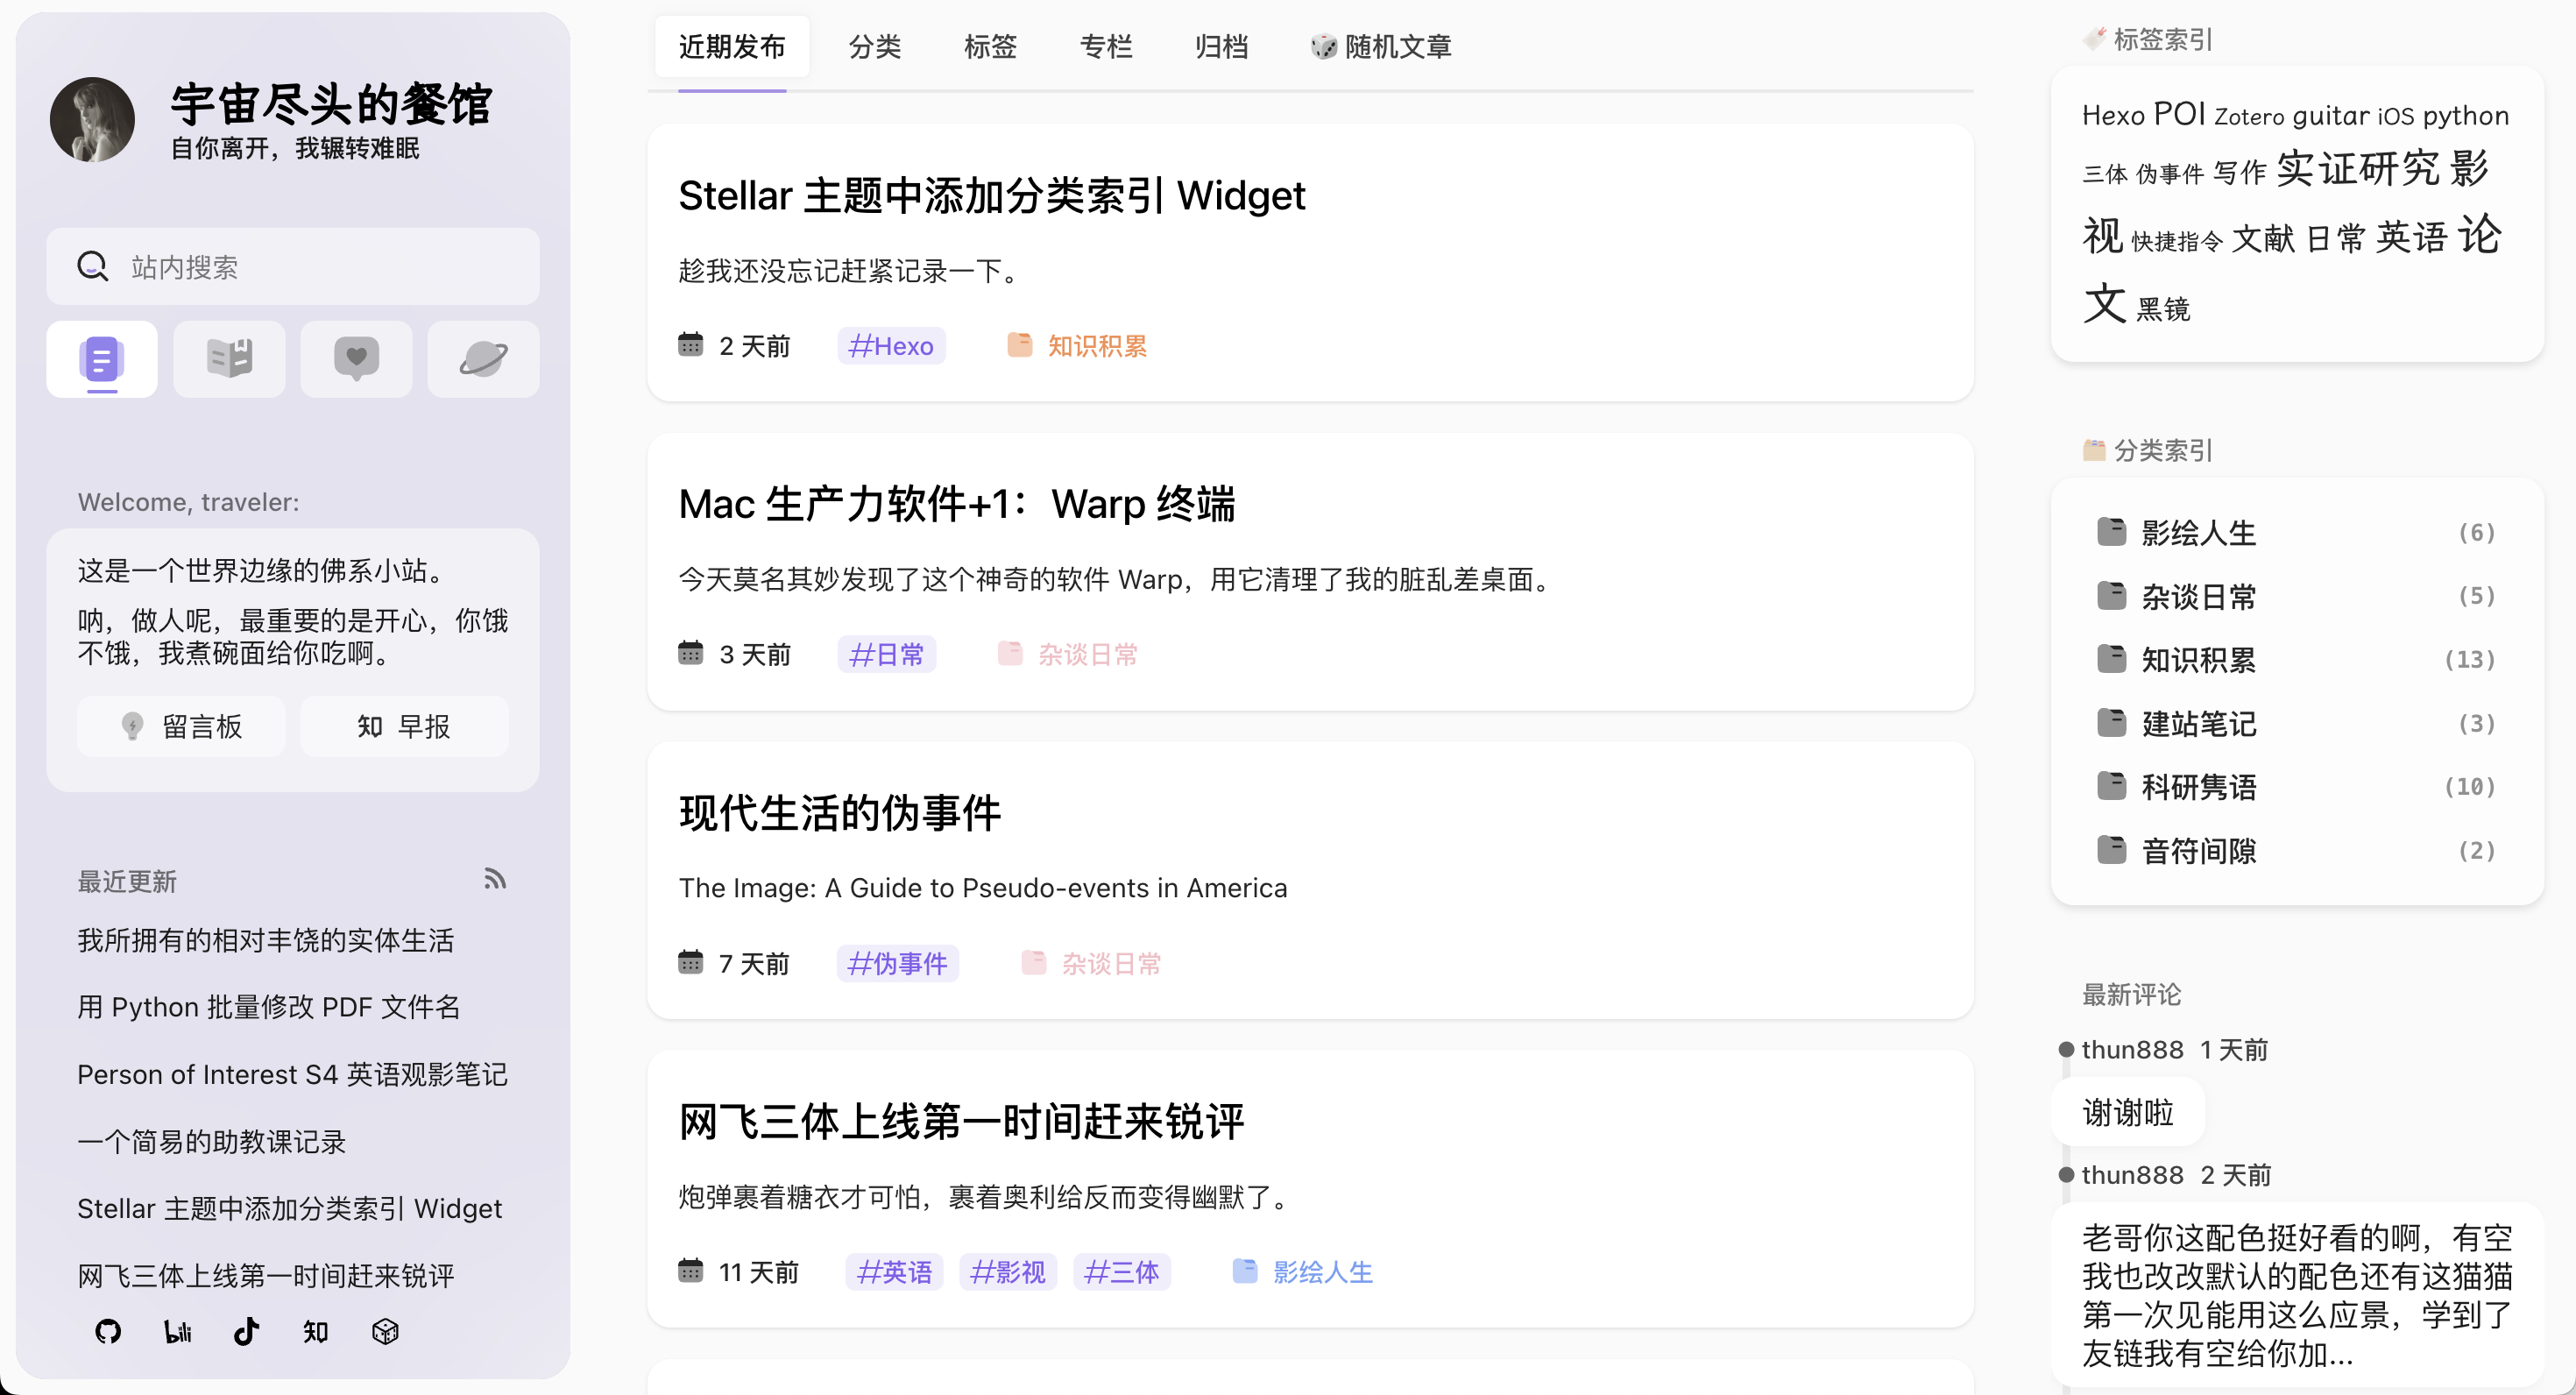 宇宙尽头的餐馆
自你离开，我辗转难眠
站内搜索
Welcome, traveler:
这是一个世界边缘的佛系小站。
呐，做人呢，最重要的是开心，你饿
不饿，我煮碗面给你吃啊。
留言板
知 早报
最近更新
我所拥有的相对丰饶的实体生活
用 Python 批量修改 PDF 文件名
Person of Interest S4 英语观影笔记
一个简易的助教课记录
Stellar 主题中添加分类索引 Widget
网飞三体上线第一时间赶来锐评
bili 知
近期发布 分类 标签 专栏 归档 随机文章
Stellar 主题中添加分类索引 Widget
趁我还没忘记赶紧记录一下。
2 天前 #Hexo 知识积累
Mac 生产力软件+1：Warp 终端
今天莫名其妙发现了这个神奇的软件 Warp，用它清理了我的脏乱差桌面。
3 天前 #日常 杂谈日常
现代生活的伪事件
The Image: A Guide to Pseudo-events in America
7 天前 #伪事件 杂谈日常
网飞三体上线第一时间赶来锐评
炮弹裹着糖衣才可怕，裹着奥利给反而变得幽默了。
11 天前 #英语 #影视 #三体 影绘人生
标签索引
Hexo POI Zotero guitar iOS python
三体 伪事件 写作 实证研究 影
视 快捷指令 文献 日常 英语 论
文 黑镜
分类索引
影绘人生 (6)
杂谈日常 (5)
知识积累 (13)
建站笔记 (3)
科研隽语 (10)
音符间隙 (2)
最新评论
thun888 1 天前
谢谢啦
thun888 2 天前
老哥你这配色挺好看的啊，有空
我也改改默认的配色还有这猫猫
第一次见能用这么应景，学到了
友链我有空给你加...